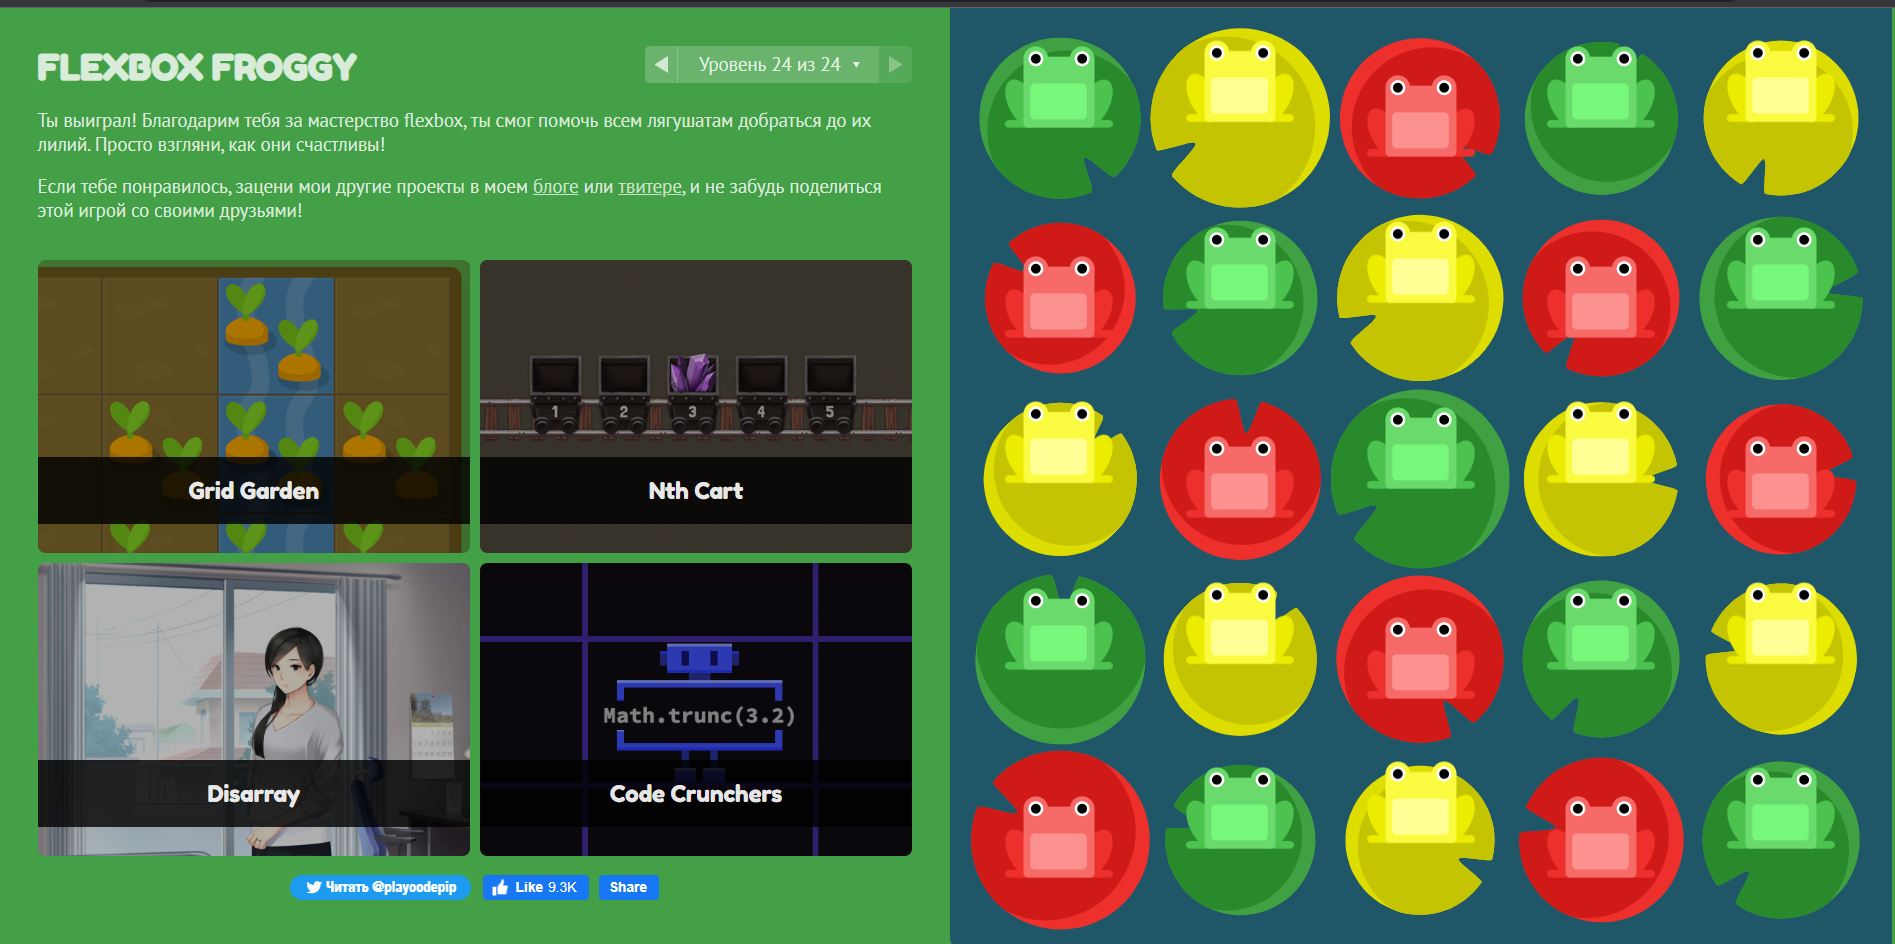 FLEXBOX FROGGY
Уровень 24 из 24
Ты выиграл! Благодарим тебя за мастерство flexbox, ты смог помочь всем лягушатам добраться до их
лилий. Просто взгляни, как они счастливы!
Если тебе понравилось, зацени мои другие проекты в моем блоге или твитере, и не забудь поделиться
этой игрой со своими друзьями!
Grid Garden
1 2 3 4 5
Nth Cart
Disarray
Math.trunc(3.2)
Code Crunchers
Читать @playcodepip
Like 9.3K
Share